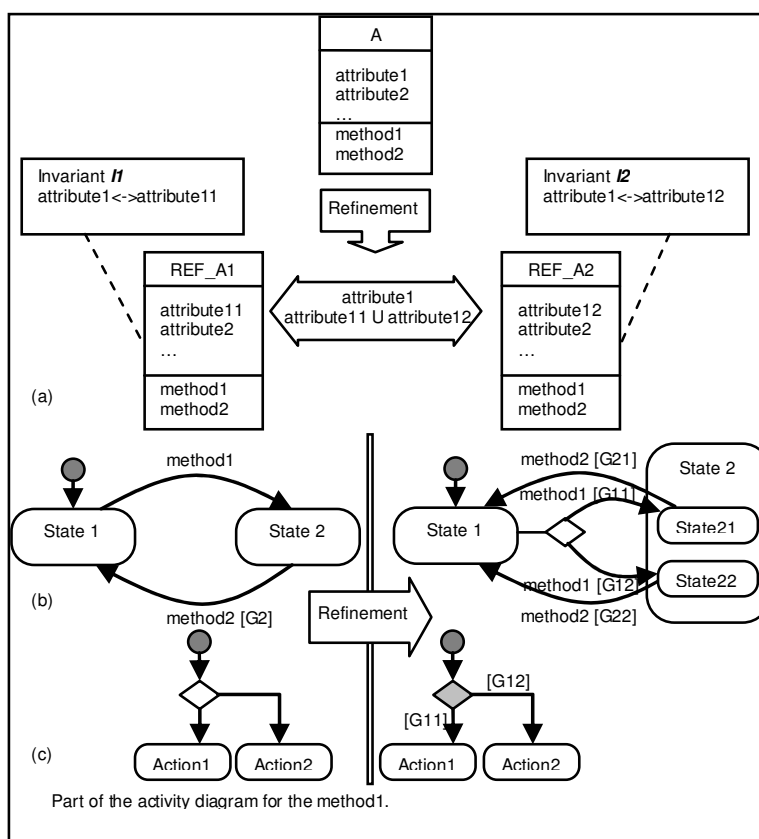 A
attribute1
attribute2
...
method1
method2
Invariant I1
attribute1<->attribute11
Invariant I2
attribute1<->attribute12
Refinement
REF_A1
attribute11
attribute2
...
method1
method2
attribute1
attribute11 U attribute12
REF_A2
attribute12
attribute2
...
method1
method2
(a)
method1
State 1
State 2
method2 [G2]
(b)
Refinement
method2 [G21]
method1 [G11]
State 1
State 2
State21
State22
method1 [G12]
method2 [G22]
Action1
Action2
(c)
[G11]
[G12]
Action1
Action2
Part of the activity diagram for the method1.